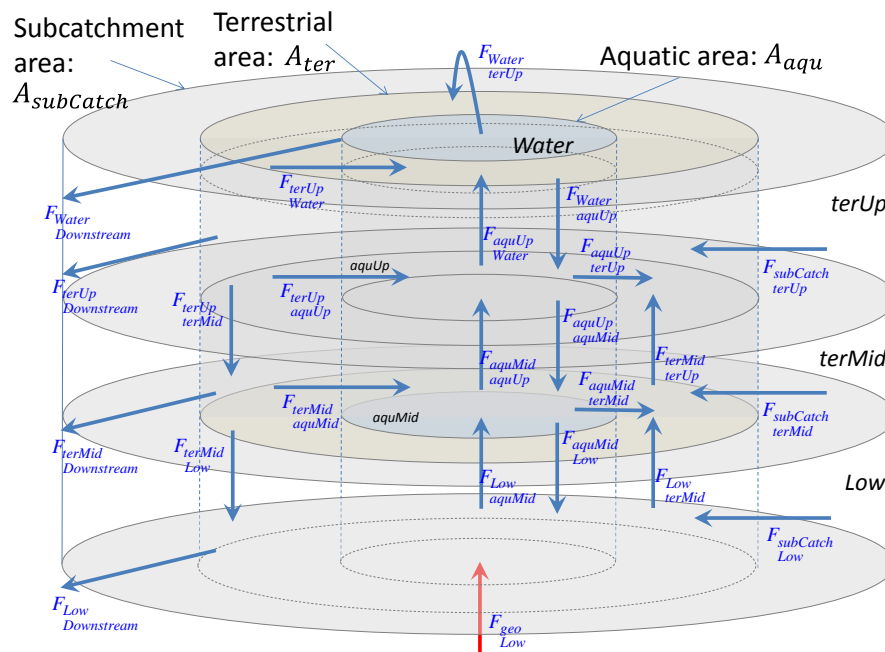 Subcatchment
area:
A_subCatch
Terrestrial
area: A_ter
F_Water
terUp
Aquatic area: A_aqu
Water
F_terUp
Water
F_Water
aquUp
terUp
F_Water
Downstream
F_aquUp
Water
F_aquUp
terUp
F_subCatch
terUp
aquUp
F_terUp
Downstream
F_terUp
terMid
F_terUp
aquUp
F_aquUp
aquMid
F_aquMid
aquUp
F_terMid
terUp
terMid
F_aquMid
terMid
F_terMid
aquMid
aquMid
F_subCatch
terMid
F_terMid
Downstream
F_terMid
Low
F_aquMid
Low
F_Low
aquMid
F_Low
terMid
Low
F_subCatch
Low
F_Low
Downstream
F_geo
Low